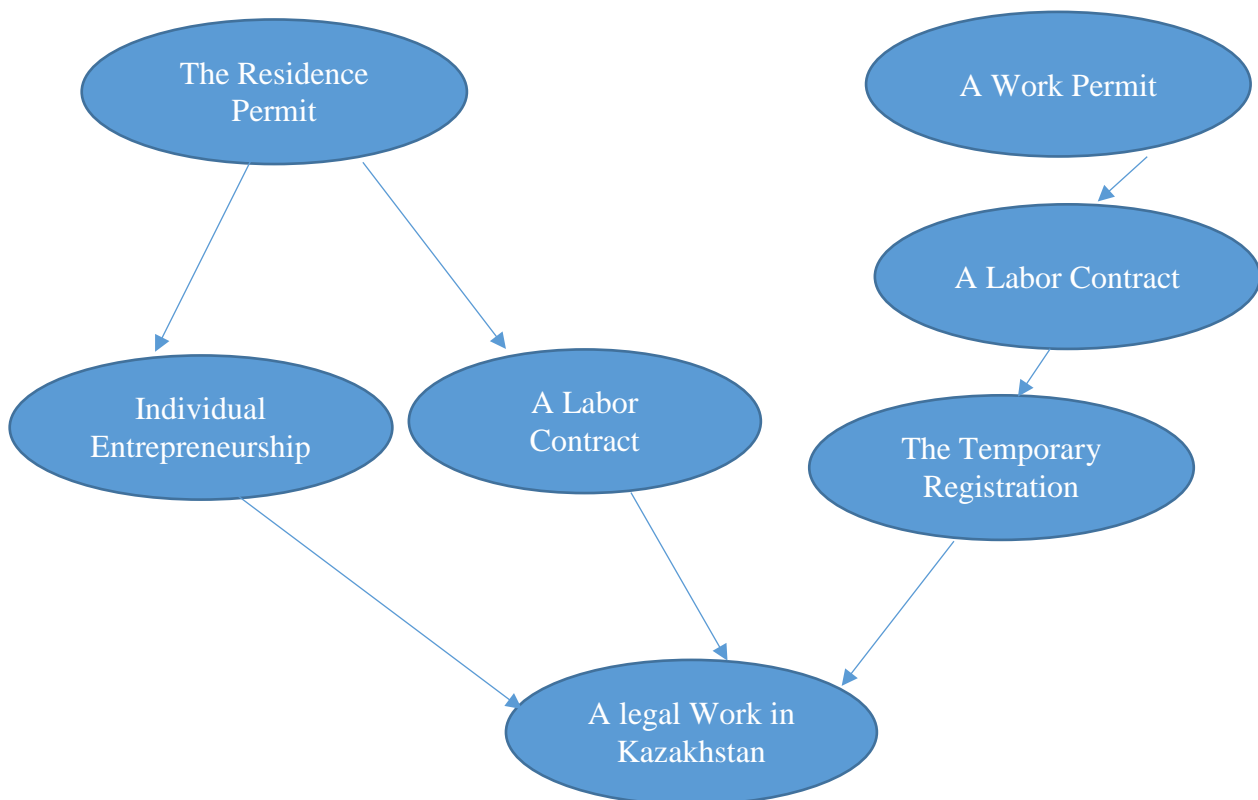 The Residence
Permit
A Work Permit
A Labor Contract
Individual
Entrepreneurship
A Labor
Contract
The Temporary
Registration
A legal Work in
Kazakhstan